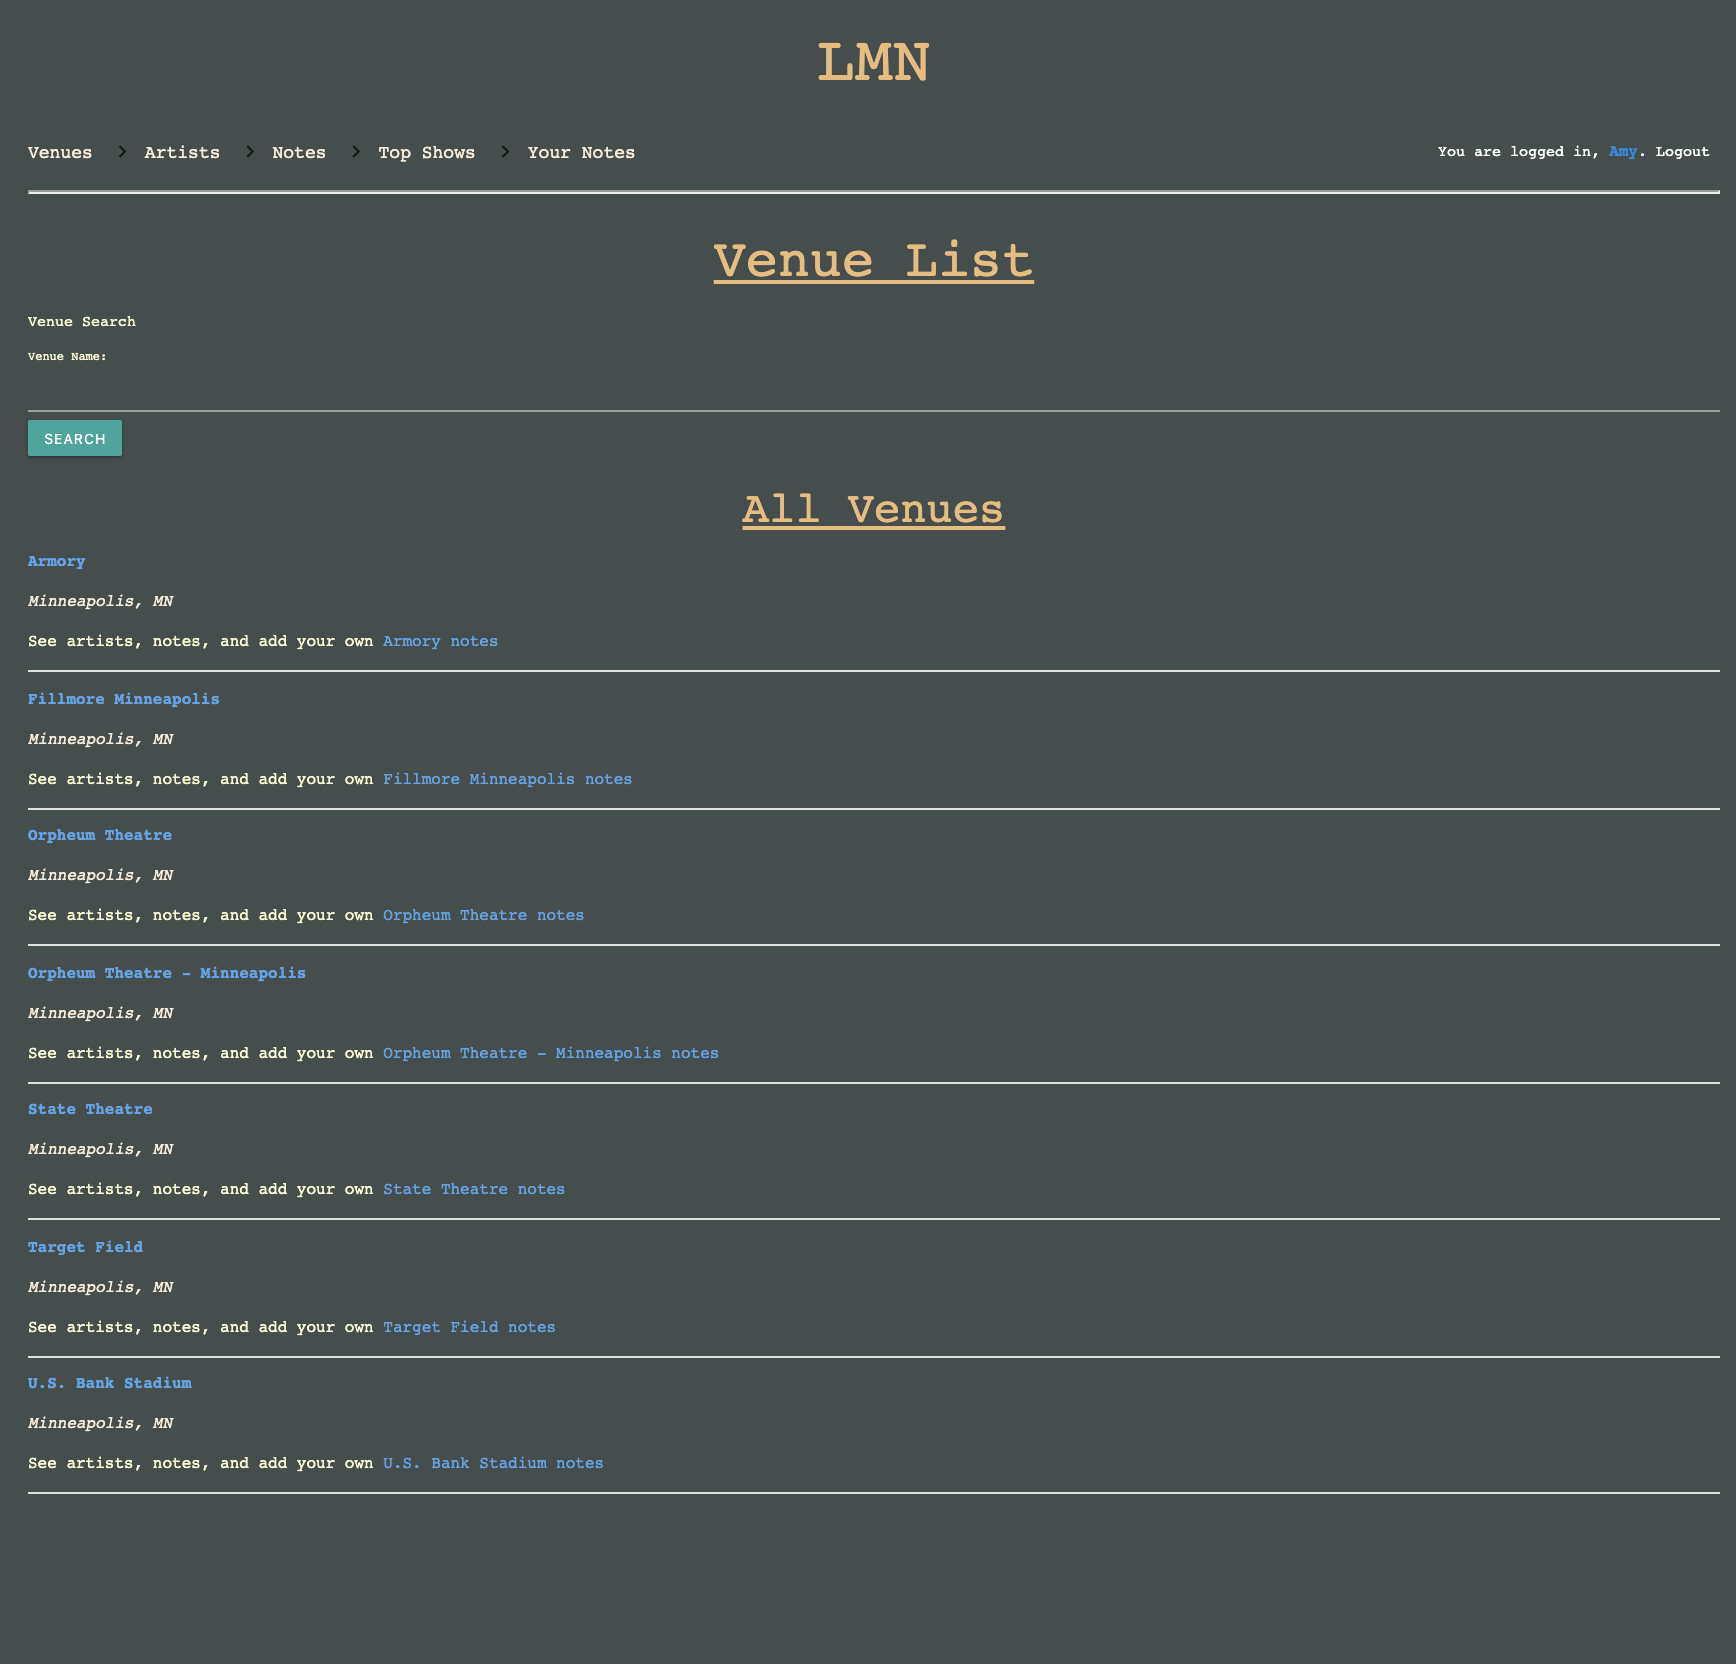 LMN
Venues > Artists > Notes > Top Shows > Your Notes You are logged in, Amy. Logout
Venue List
Venue Search
Venue Name:
SEARCH
All Venues
Armory
Minneapolis, MN
See artists, notes, and add your own Armory notes
Fillmore Minneapolis
Minneapolis, MN
See artists, notes, and add your own Fillmore Minneapolis notes
Orpheum Theatre
Minneapolis, MN
See artists, notes, and add your own Orpheum Theatre notes
Orpheum Theatre - Minneapolis
Minneapolis, MN
See artists, notes, and add your own Orpheum Theatre - Minneapolis notes
State Theatre
Minneapolis, MN
See artists, notes, and add your own State Theatre notes
Target Field
Minneapolis, MN
See artists, notes, and add your own Target Field notes
U.S. Bank Stadium
Minneapolis, MN
See artists, notes, and add your own U.S. Bank Stadium notes